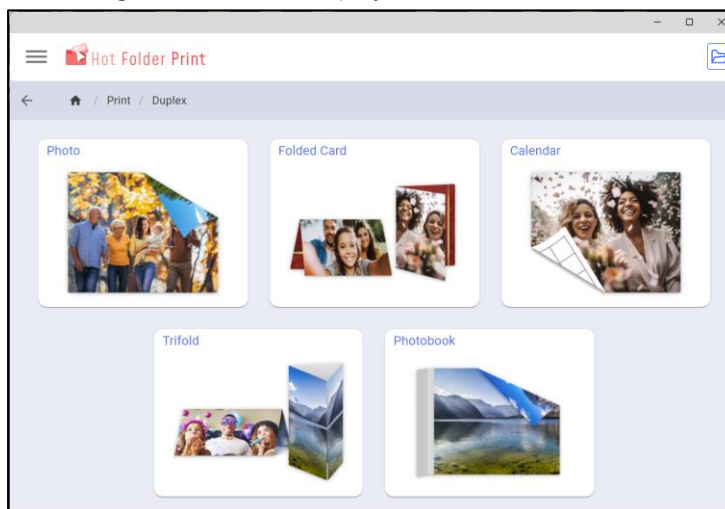 Hot Folder Print
/ Print / Duplex
Photo
Folded Card
Calendar
Trifold
Photobook